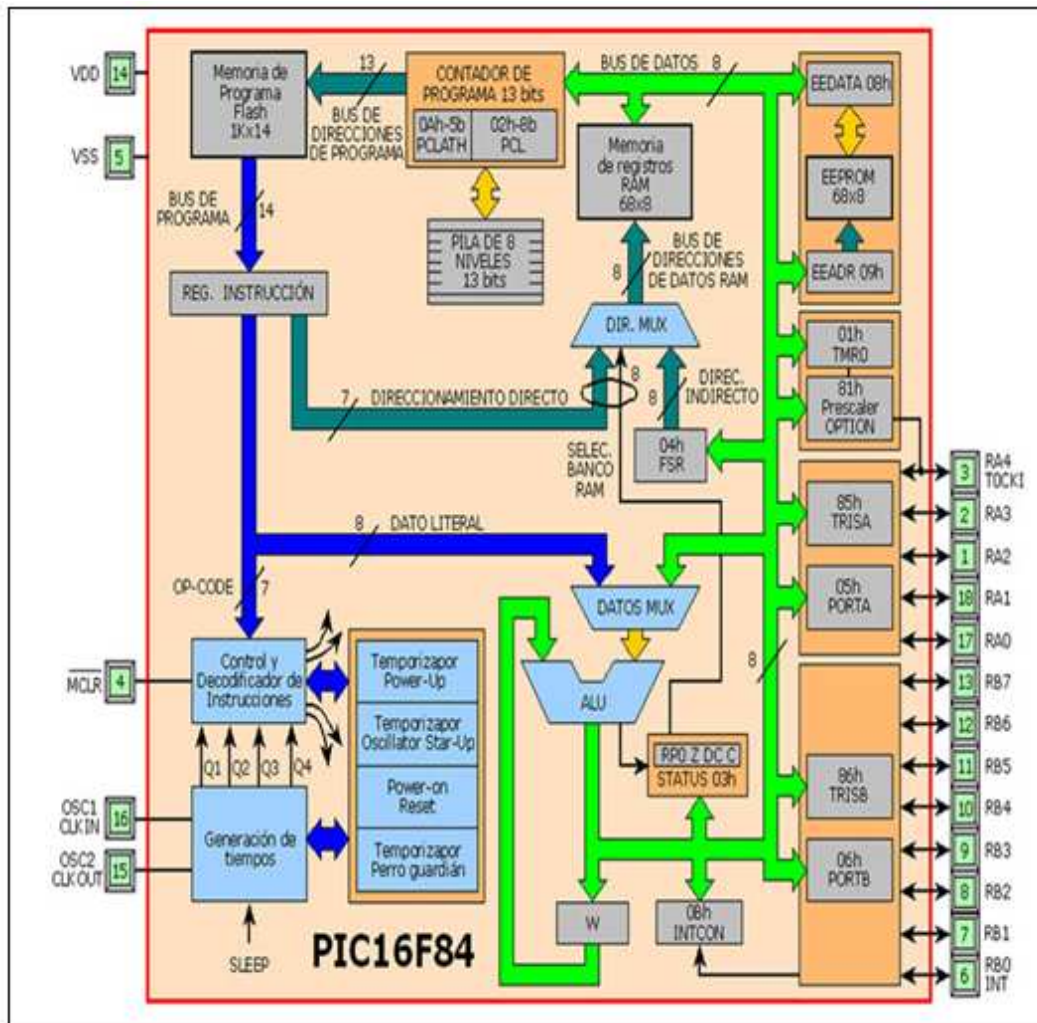 VDD
14
VSS
5
Memoria de
Programa
Flash
1Kx14
13
BUS DE
DIRECCIONES
DE PROGRAMA
CONTADOR DE
PROGRAMA 13 bits
0Ah-5b
PCLATH
02h-8b
PCL
BUS DE DATOS
8
Memoria
de registros
RAM
68x8
EEDATA 08h
EEPROM
68x8
EEADR 09h
BUS DE
PROGRAMA
14
PILA DE 8
NIVELES
13 bits
8
BUS DE
DIRECCIONES
DE DATOS RAM
REG. INSTRUCCIÓN
DIR. MUX
01h
TMR0
81h
Prescaler
OPTION
7
DIRECCIONAMIENTO DIRECTO
8
8
DIREC.
INDIRECTO
04h
FSR
SELEC.
BANCO
RAM
3
RA4
T0CKI
2
RA3
1
RA2
18
RA1
17
RA0
85h
TRISA
05h
PORTA
8
DATO LITERAL
OP-CODE
7
DATOS MUX
ALU
8
MCLR
4
Control y
Decodificador de
Instrucciones
Temporizapor
Power-Up
Temporizapor
Oscillator Star-Up
Power-on
Reset
Temporizapor
Perro guardián
Q1
Q2
Q3
Q4
RP0 Z DC C
STATUS 03h
13
RB7
12
RB6
11
RB5
10
RB4
9
RB3
8
RB2
7
RB1
6
RB0
INT
86h
TRISB
06h
PORTB
OSC1
CLKIN
16
OSC2
CLKOUT
15
Generación de
tiempos
W
0Bh
INTCON
SLEEP
PIC16F84